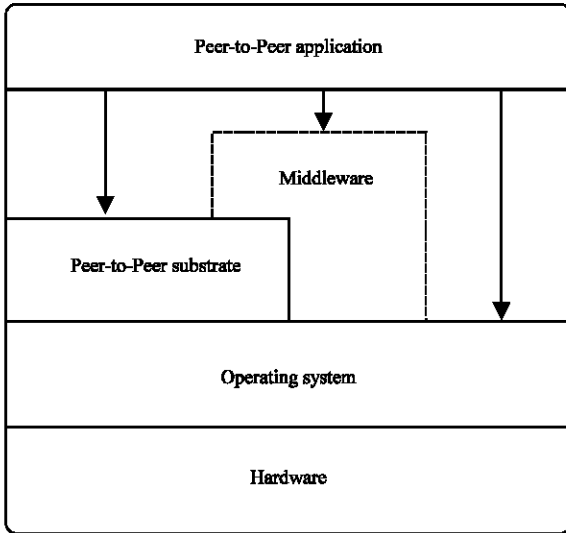 Peer-to-Peer application
Middleware
Peer-to-Peer substrate
Operating system
Hardware